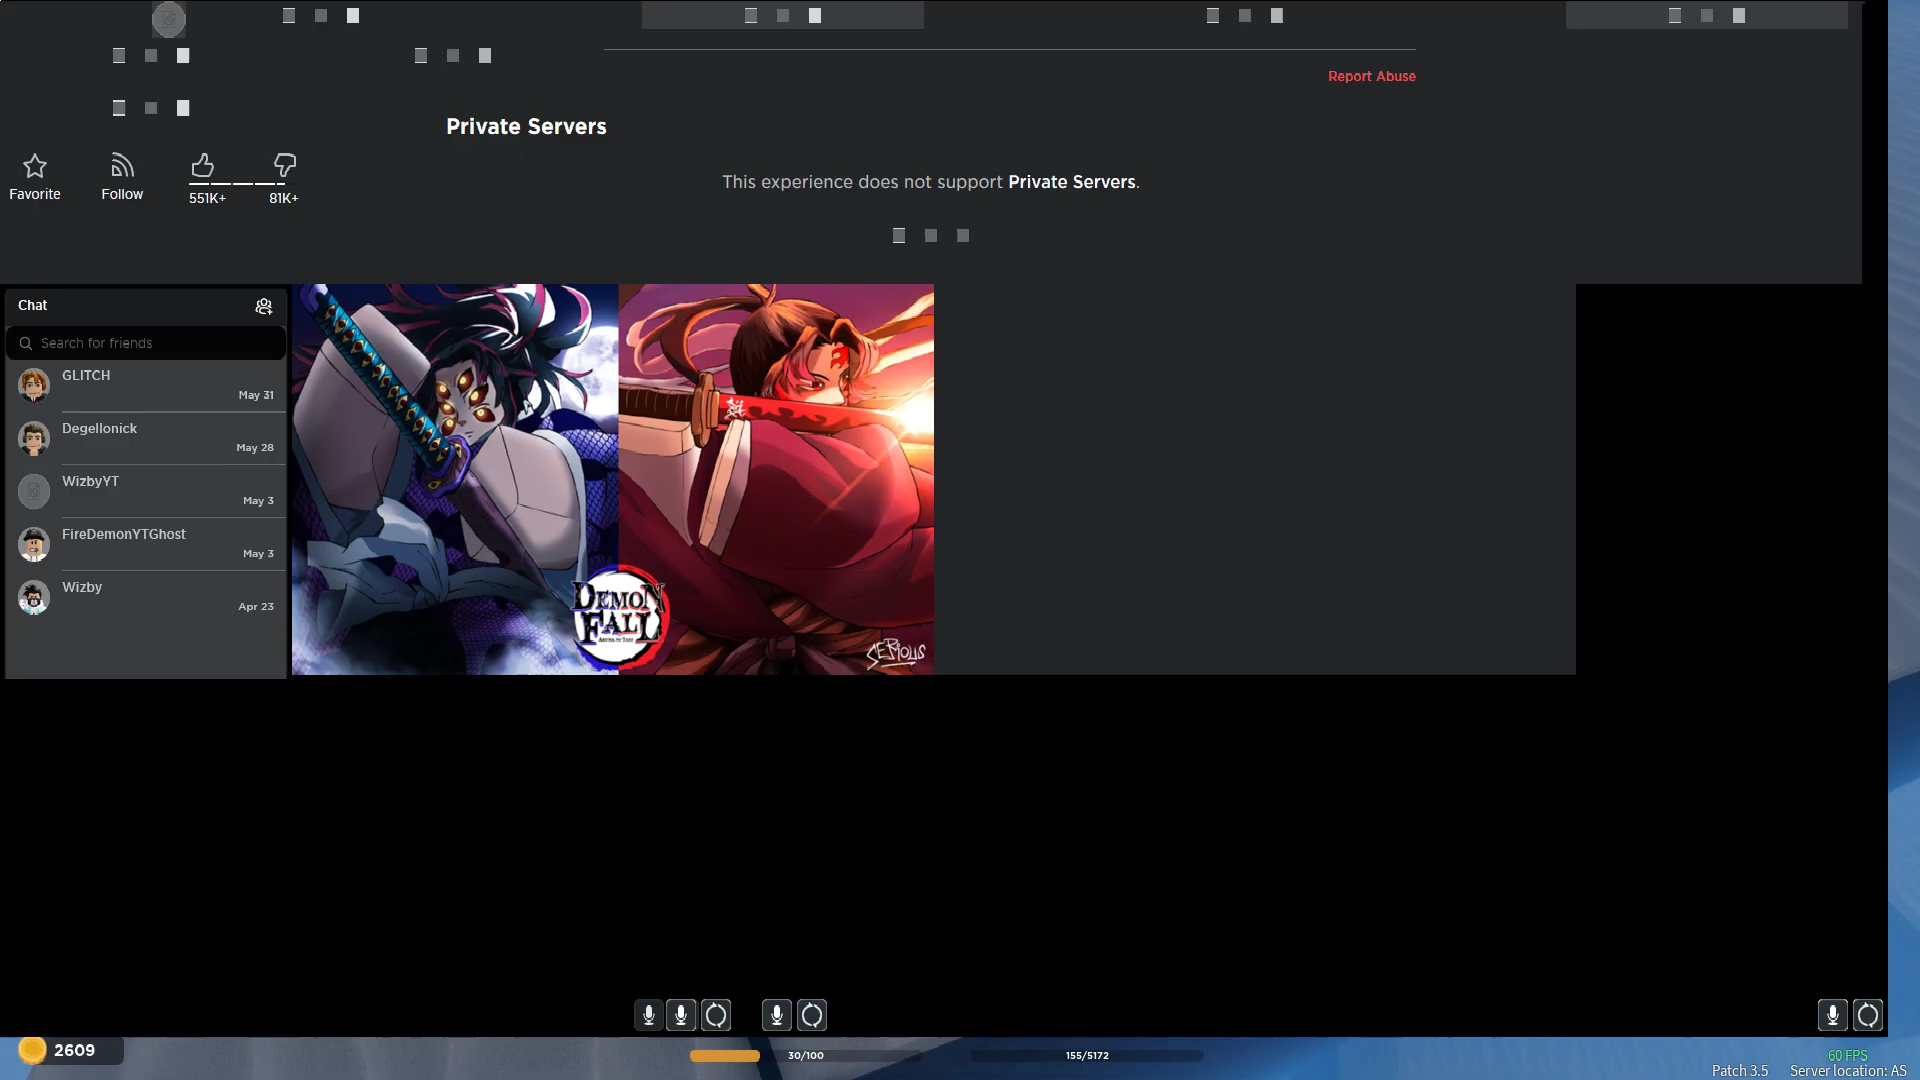 Report Abuse
Private Servers
Favorite
Follow
551K+
81K+
This experience does not support Private Servers.
Chat
Search for friends
GLITCH
May 31
Degellonick
May 28
WizbyYT
May 3
FireDemonYTGhost
May 3
Wizby
Apr 23
DEMON
FALL
SERIOUS
2609
30/100
155/5172
60 FPS
Patch 3.5
Server location: AS